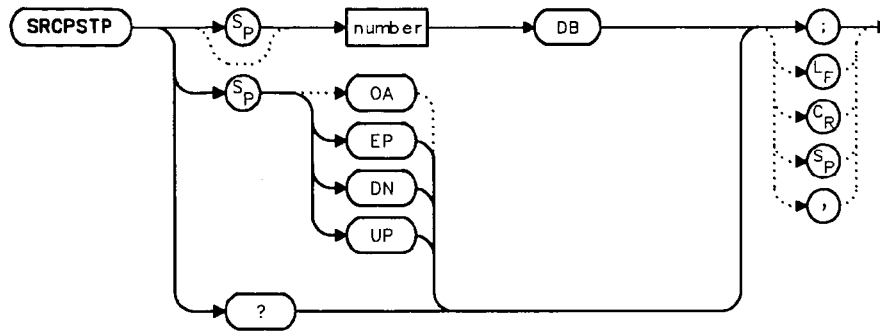 SRCPSTP SP number DB ;
LF
SP OA
CR
EP
SP
DN
,
UP
?